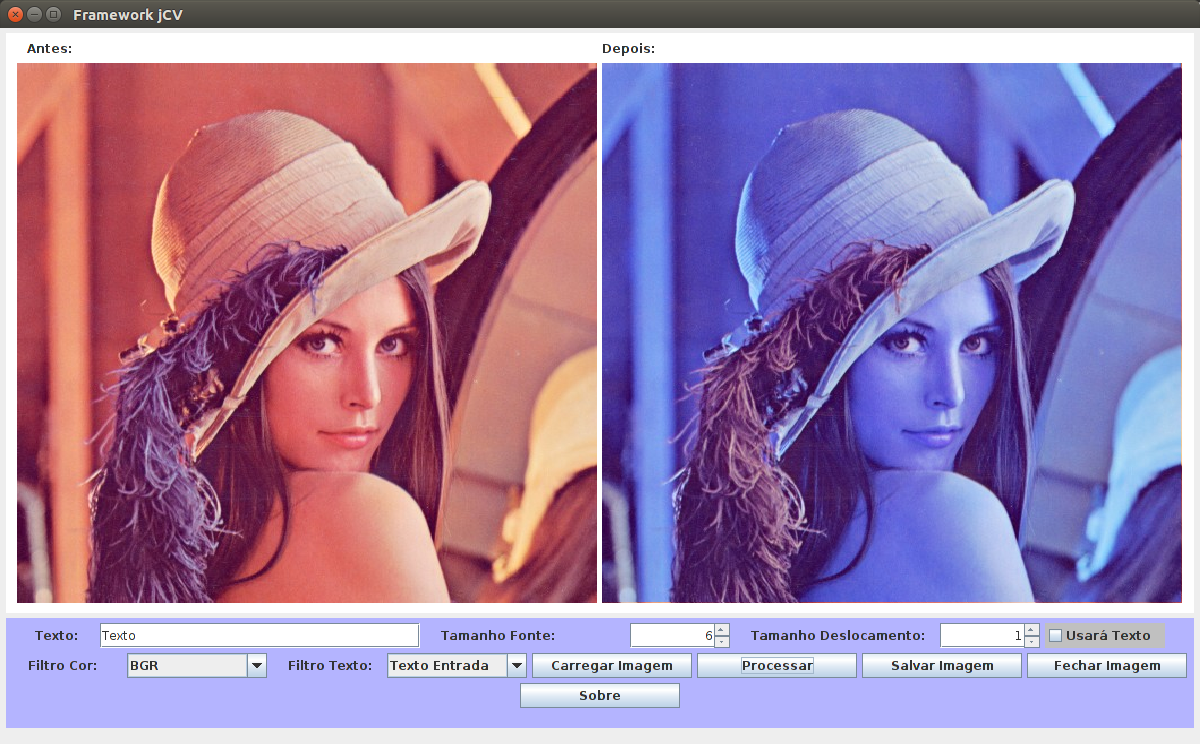 Framework jCV
Antes: Depois:
Texto: Texto Tamanho Fonte: 6 Tamanho Deslocamento: 1 Usará Texto
Filtro Cor: BGR Filtro Texto: Texto Entrada Carregar Imagem Processar Salvar Imagem Fechar Imagem
Sobre